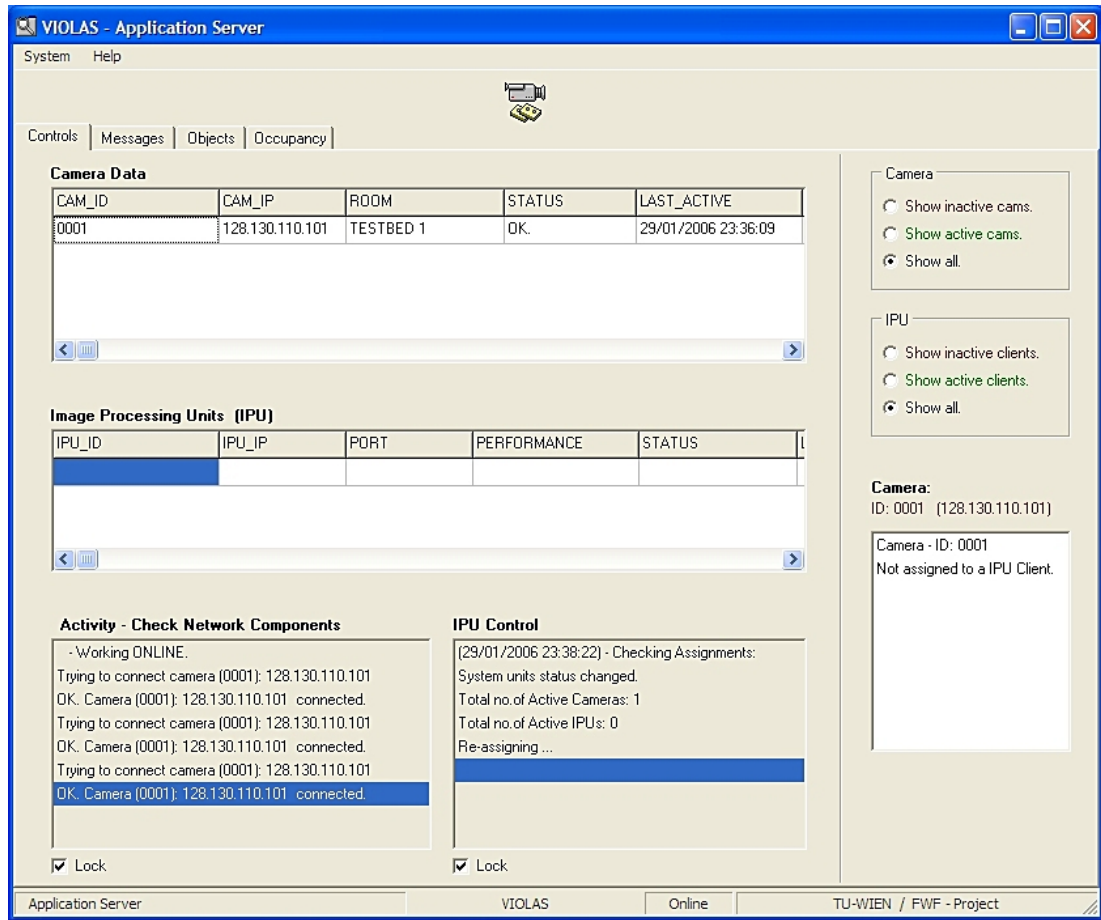 VIOLAS - Application Server
System Help
Controls Messages Objects Occupancy
Camera Data
CAM_ID CAM_IP ROOM STATUS LAST_ACTIVE
0001 128.130.110.101 TESTBED 1 OK. 29/01/2006 23:36:09
Image Processing Units (IPU)
IPU_ID IPU_IP PORT PERFORMANCE STATUS L
Activity - Check Network Components
- Working ONLINE.
Trying to connect camera (0001): 128.130.110.101
OK. Camera (0001): 128.130.110.101 connected.
Trying to connect camera (0001): 128.130.110.101
OK. Camera (0001): 128.130.110.101 connected.
Trying to connect camera (0001): 128.130.110.101
OK. Camera (0001): 128.130.110.101 connected.
Lock
IPU Control
(29/01/2006 23:38:22) - Checking Assignments:
System units status changed.
Total no.of Active Cameras: 1
Total no.of Active IPUs: 0
Re-assigning ...
Lock
Camera
Show inactive cams.
Show active cams.
Show all.
IPU
Show inactive clients.
Show active clients.
Show all.
Camera:
ID: 0001 (128.130.110.101)
Camera - ID: 0001
Not assigned to a IPU Client.
Application Server VIOLAS Online TU-WIEN / FWF - Project